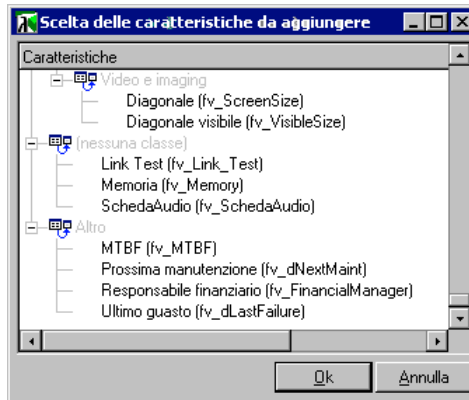 Scelta delle caratteristiche da aggiungere
Caratteristiche
Video e imaging
Diagonale (fv_ScreenSize)
Diagonale visibile (fv_VisibleSize)
(nessuna classe)
Link Test (fv_Link_Test)
Memoria (fv_Memory)
SchedaAudio (fv_SchedaAudio)
Altro
MTBF (fv_MTBF)
Prossima manutenzione (fv_dNextMaint)
Responsabile finanziario (fv_FinancialManager)
Ultimo guasto (fv_dLastFailure)
Ok Annulla